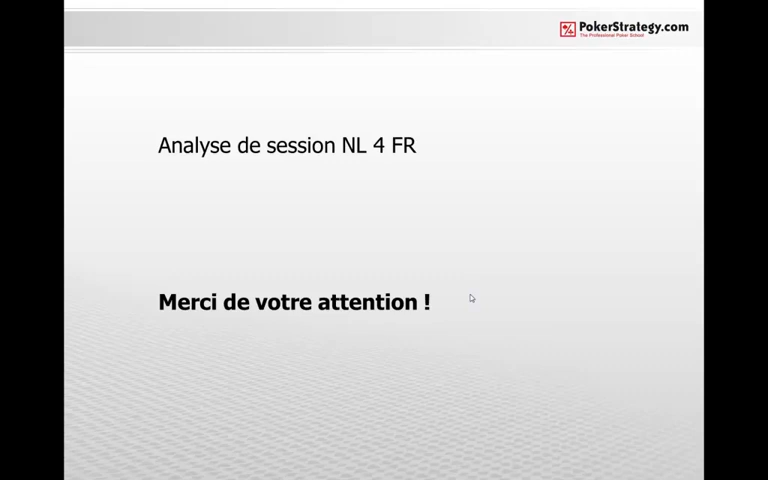 PokerStrategy.com
The Professional Poker School
Analyse de session NL 4 FR
Merci de votre attention !